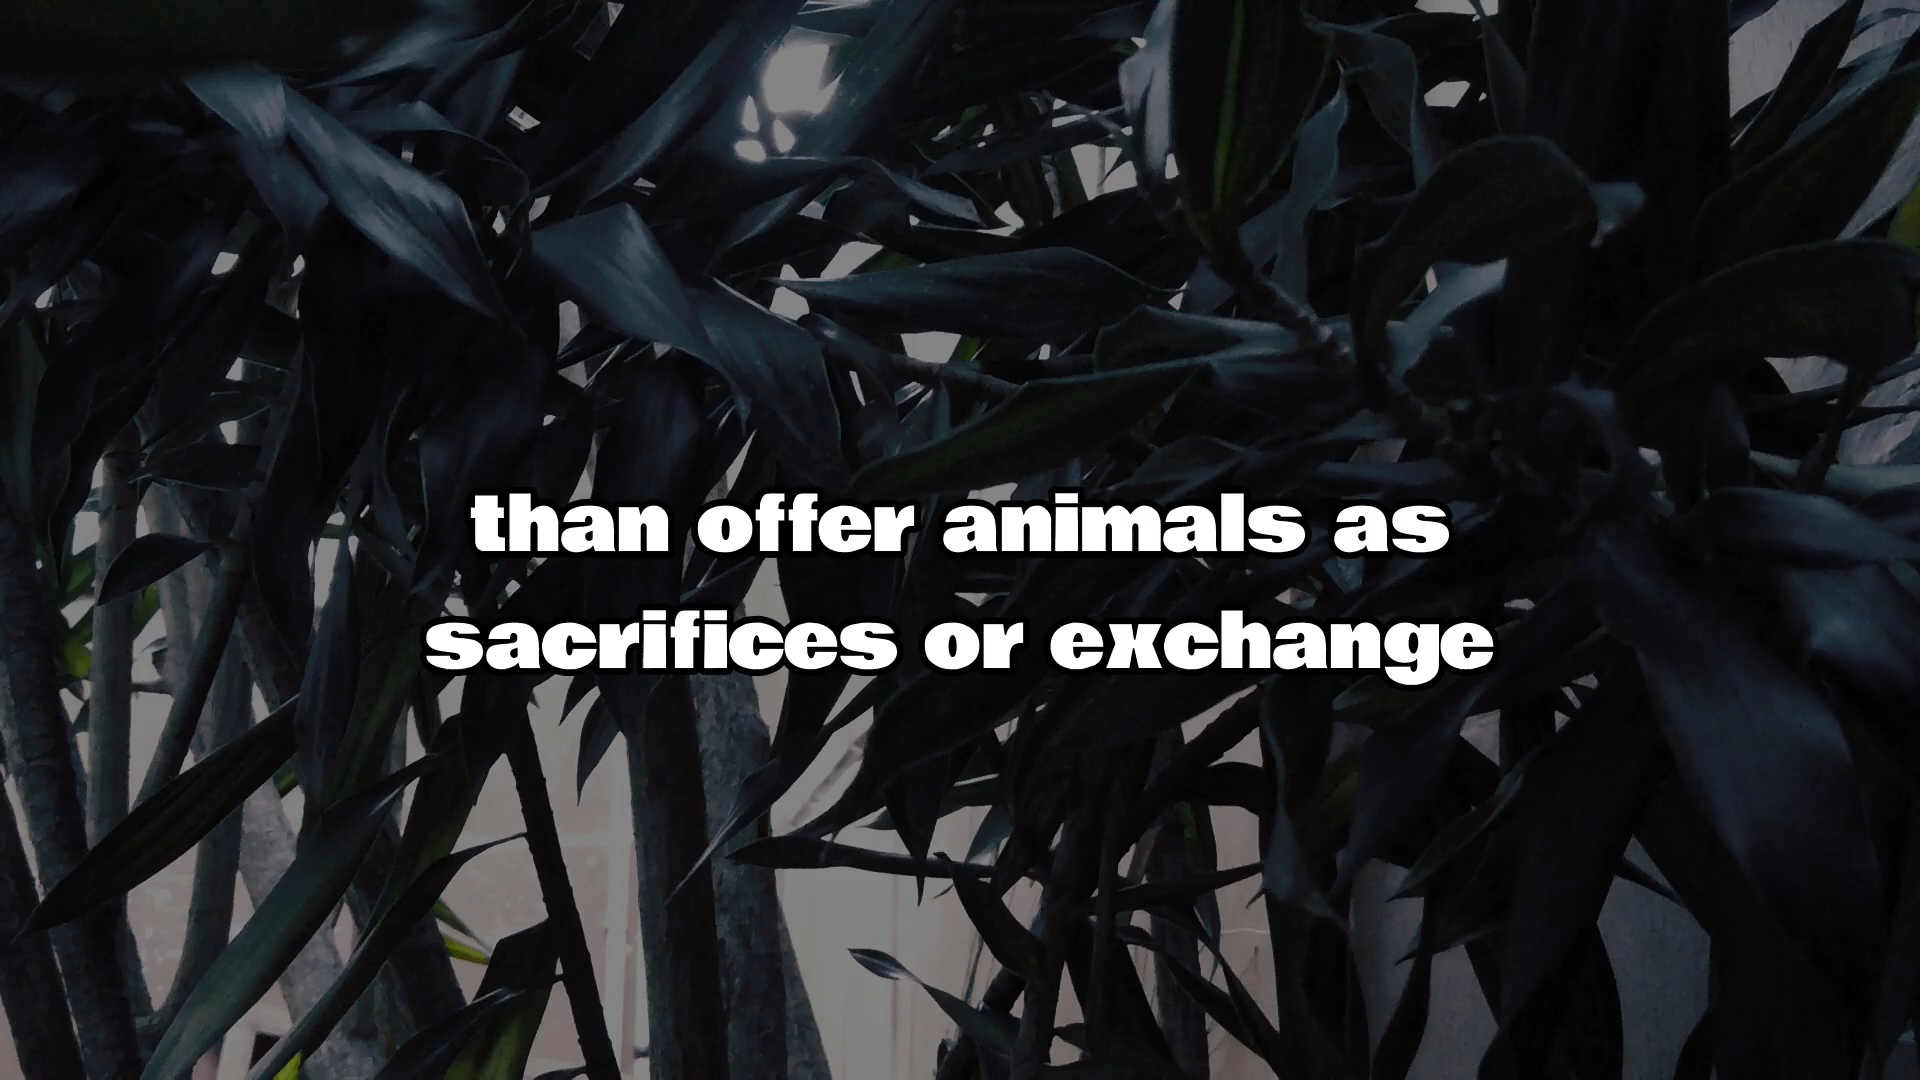 than offer animals as
sacrifices or exchange